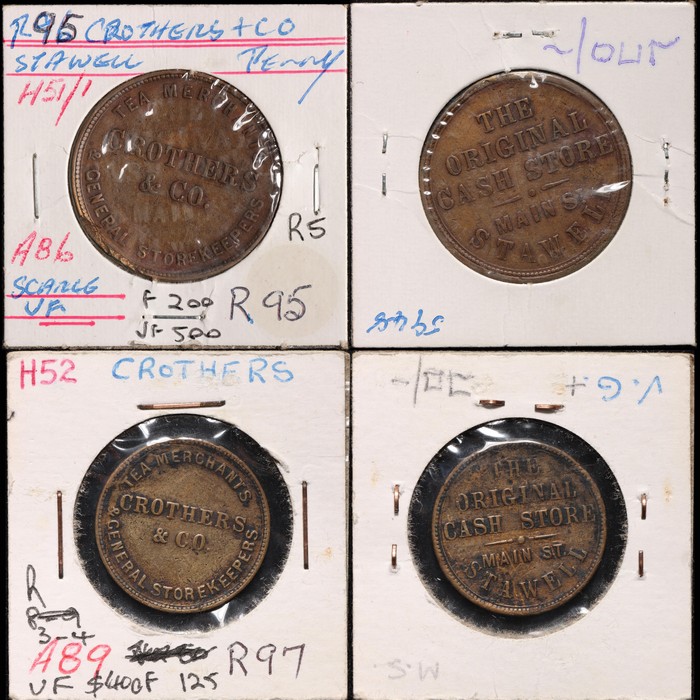 R95 CROTHERS + CO
STAWELL PENNY
H51/1
TEA MERCHANTS
CROTHERS
& CO.
& GENERAL STOREKEEPERS
R5
A86
SCARCE
VF
F 200
VF 500
R 95
THE
ORIGINAL
CASH STORE
MAIN ST.
STAWELL
H52 CROTHERS
TEA MERCHANTS
CROTHERS
& CO.
& GENERAL STOREKEEPERS
R
3-4
A89
R97
VF $400 F 125
V.G.+
THE
ORIGINAL
CASH STORE
MAIN ST.
STAWELL
M.S.